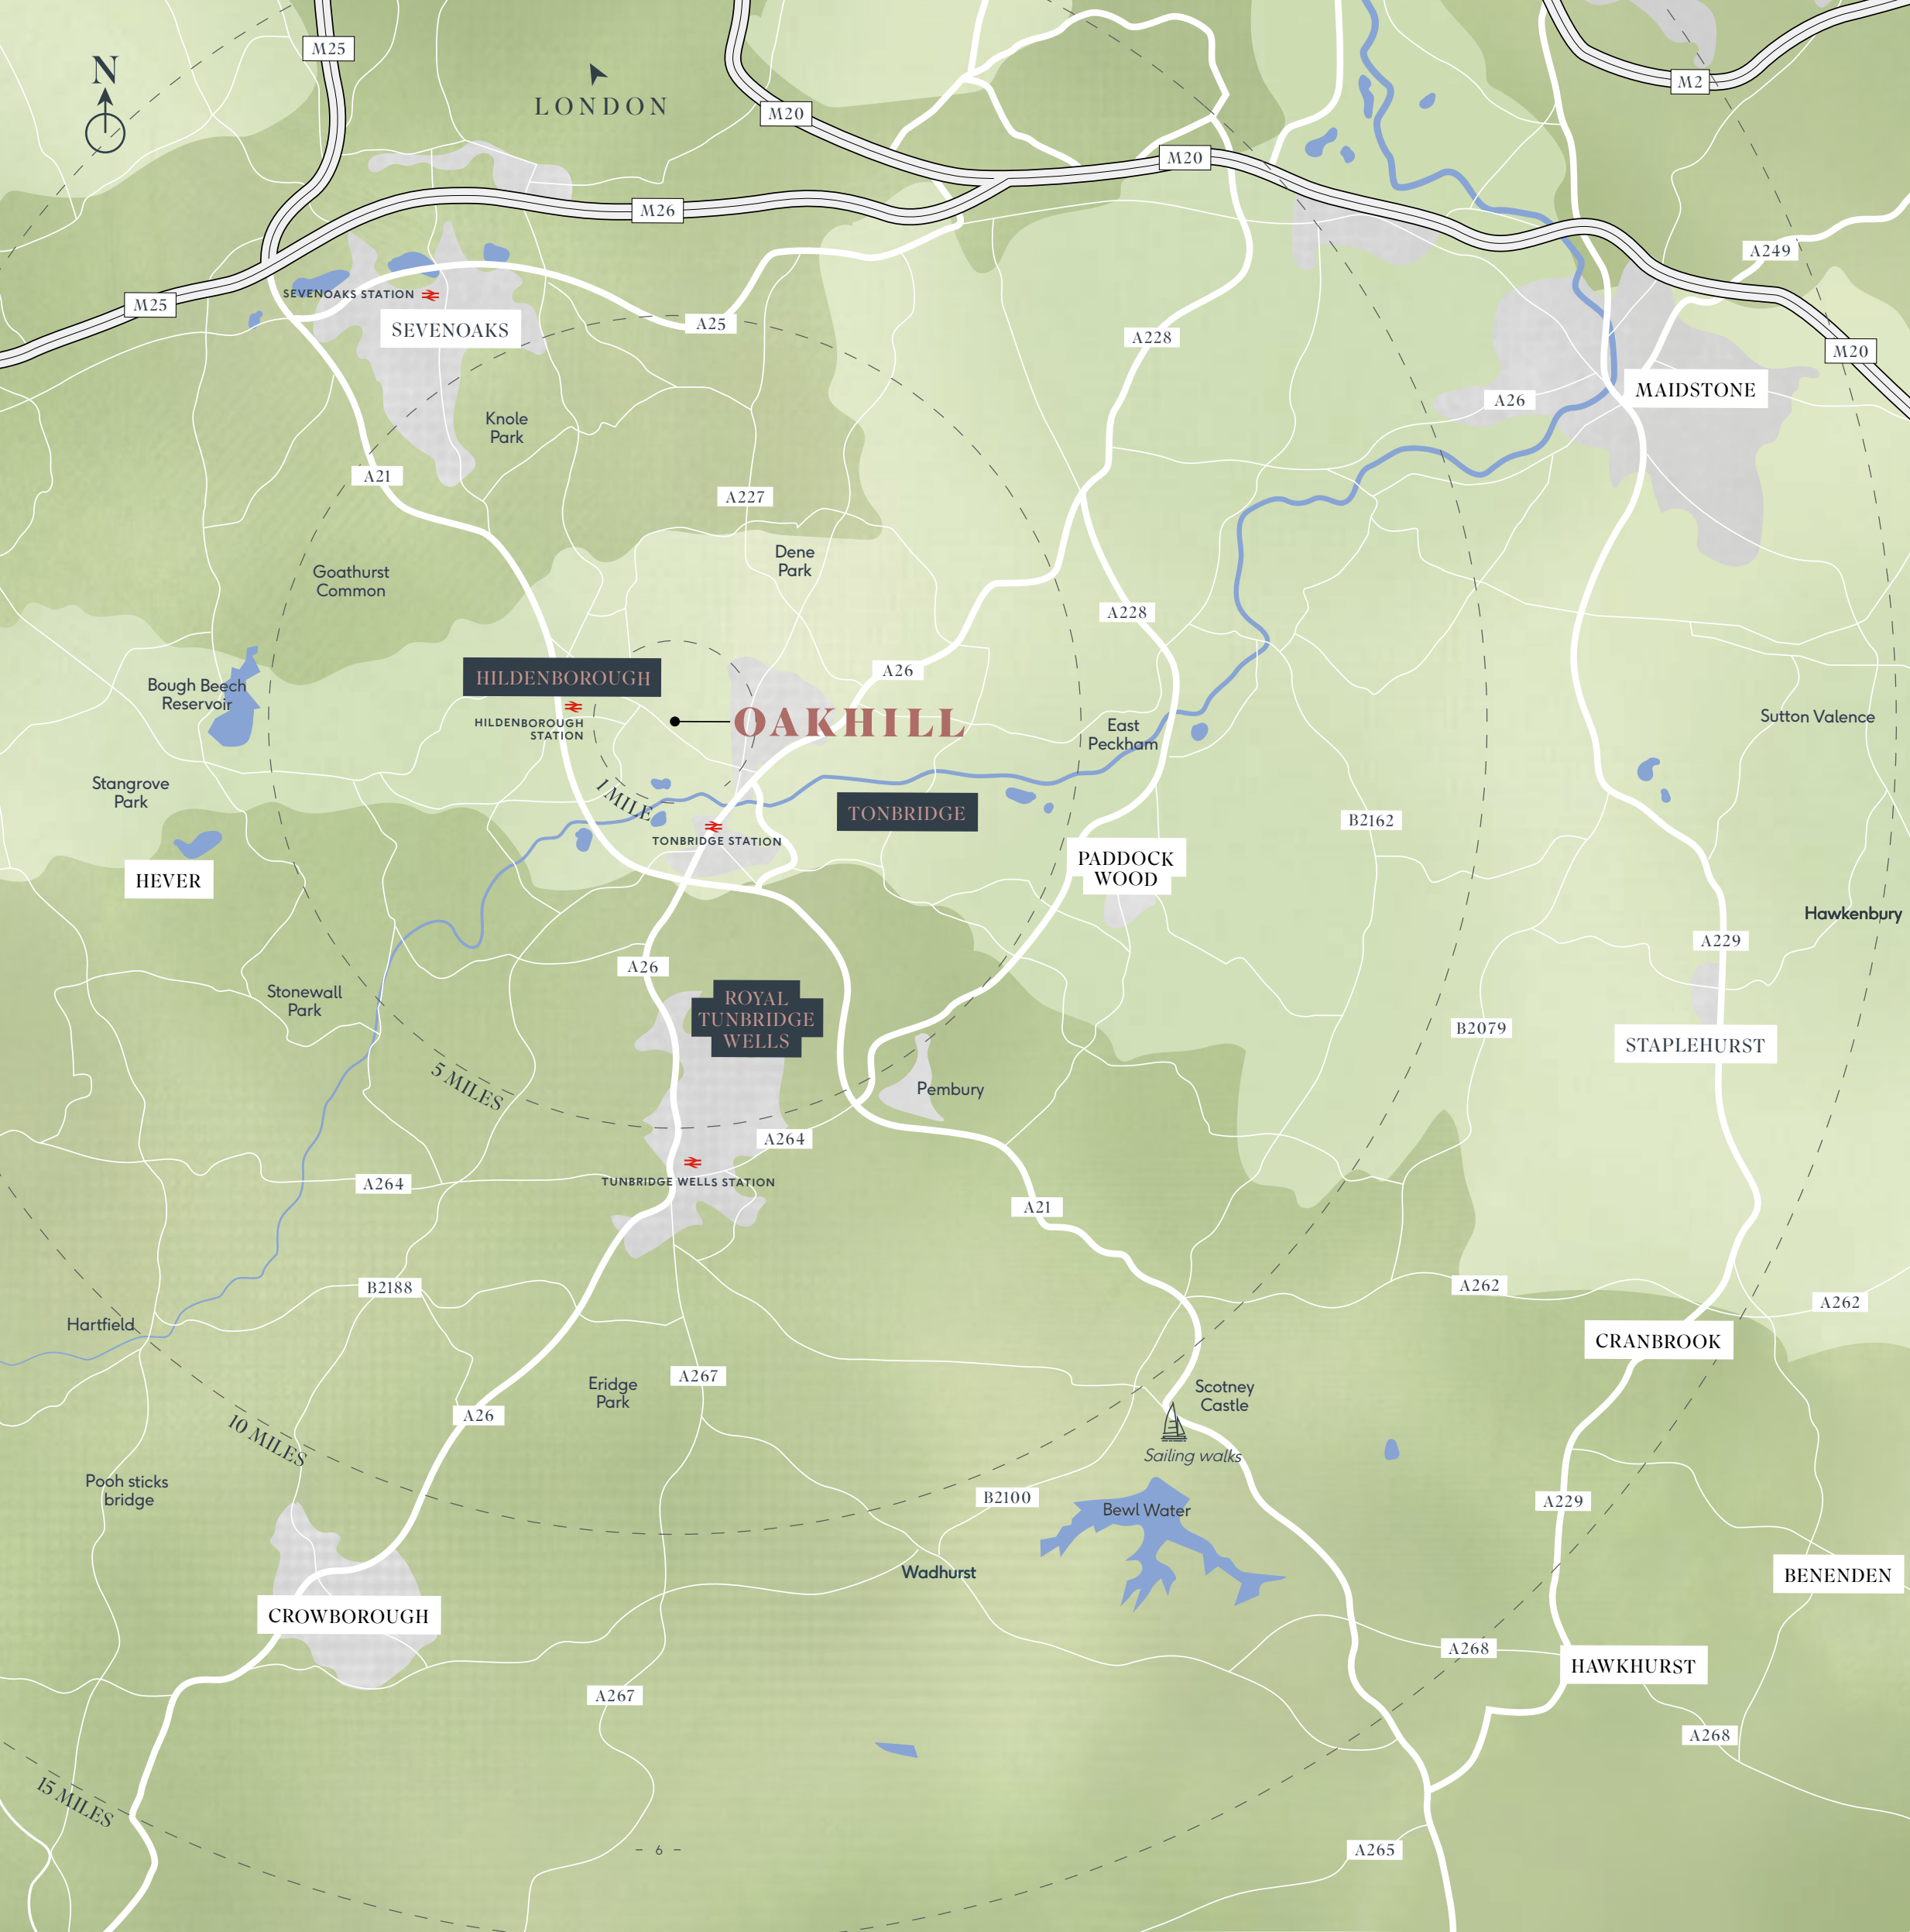 M25
N
LONDON
M20
M2
M20
M26
A249
M25
SEVENOAKS STATION
SEVENOAKS
A25
A228
M20
A26
MAIDSTONE
Knole
Park
A21
A227
Dene
Park
Goathurst
Common
A228
HILDENBOROUGH
A26
Bough Beech
Reservoir
HILDENBOROUGH
STATION
OAKHILL
East
Peckham
Sutton Valence
Stangrove
Park
1 MILE
TONBRIDGE
TONBRIDGE STATION
B2162
HEVER
PADDOCK
WOOD
Hawkenbury
A229
A26
Stonewall
Park
ROYAL
TUNBRIDGE
WELLS
B2079
STAPLEHURST
5 MILES
Pembury
A264
A264
TUNBRIDGE WELLS STATION
A21
B2188
A262
A262
Hartfield
CRANBROOK
A267
Eridge
Park
Scotney
Castle
A26
10 MILES
Sailing walks
Pooh sticks
bridge
B2100
Bewl Water
A229
Wadhurst
BENENDEN
CROWBOROUGH
A268
HAWKHURST
A267
A268
15 MILES
- 6 -
A265